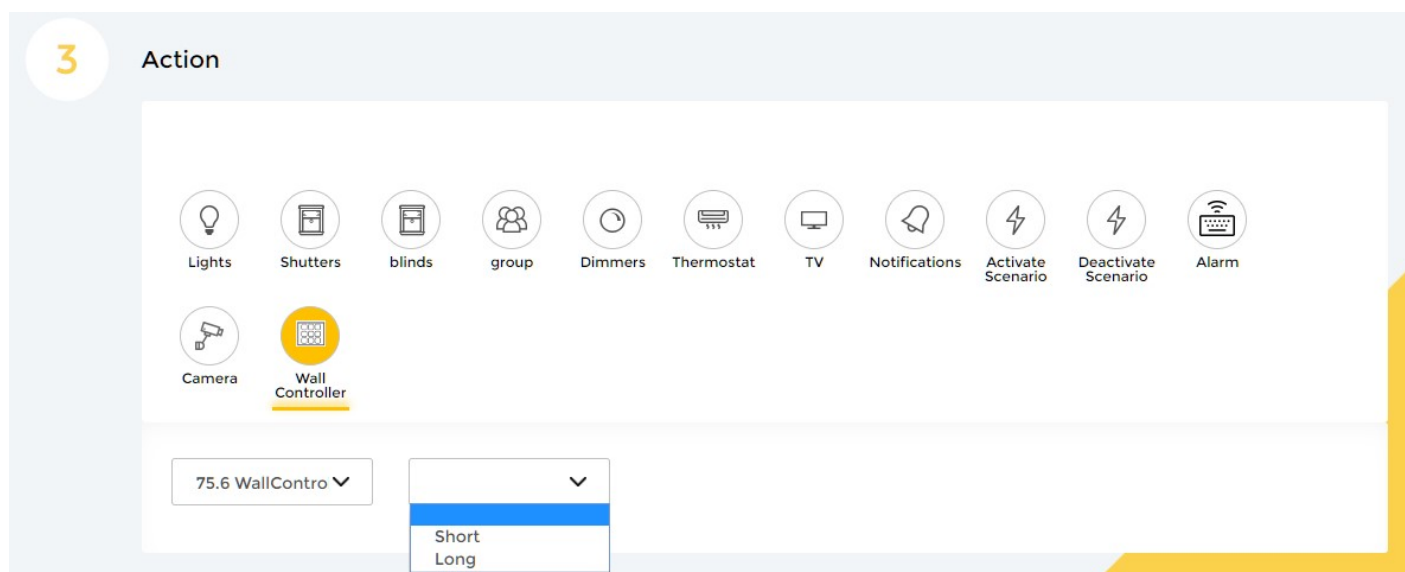 3
Action
Lights
Shutters
blinds
group
Dimmers
Thermostat
TV
Notifications
Activate
Scenario
Deactivate
Scenario
Alarm
Camera
Wall
Controller
75.6 WallContro
Short
Long